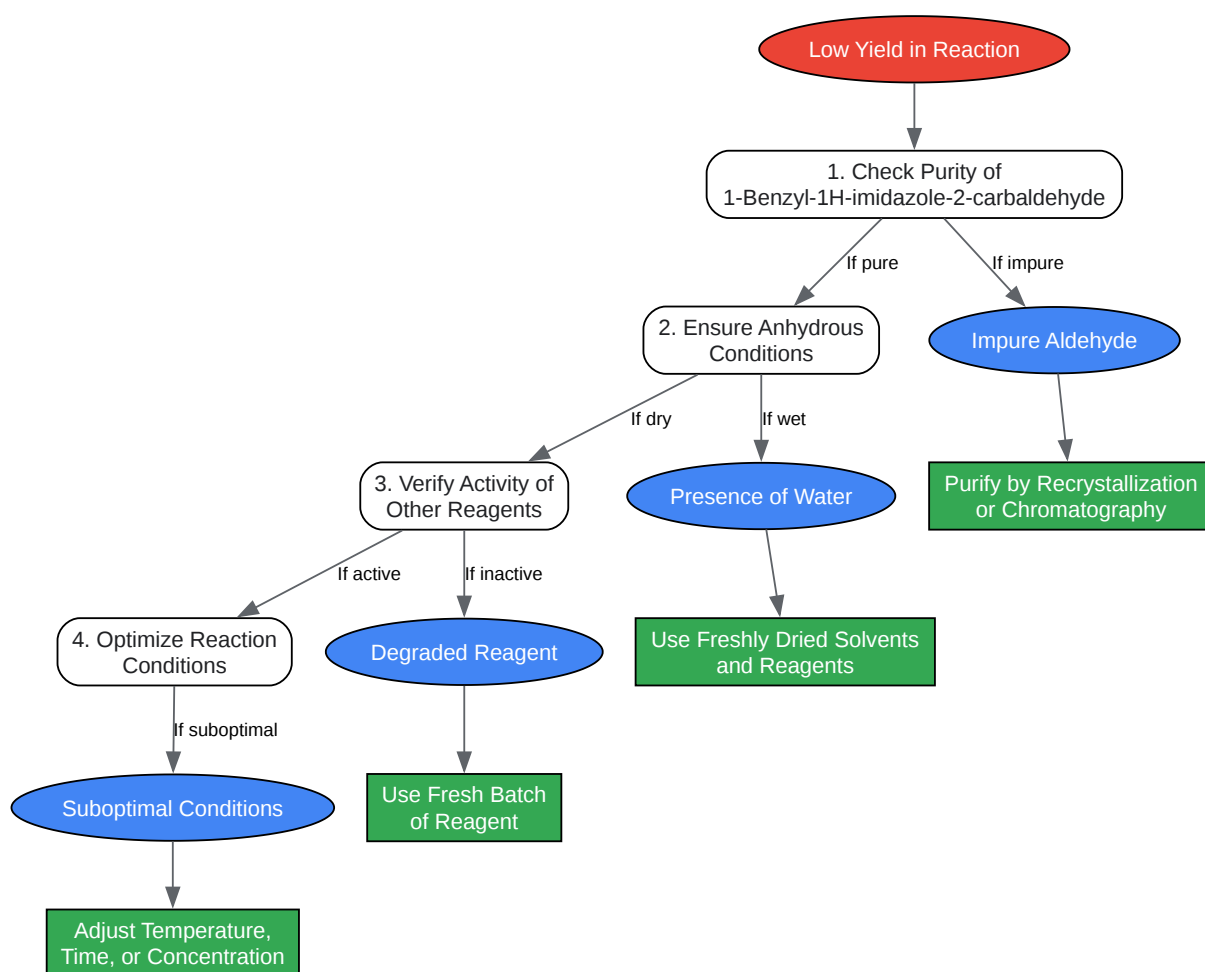 Low Yield in Reaction
1. Check Purity of
1-Benzyl-1H-imidazole-2-carbaldehyde
If pure
If impure
2. Ensure Anhydrous
Conditions
Impure Aldehyde
If dry
If wet
3. Verify Activity of
Other Reagents
Presence of Water
Purify by Recrystallization
or Chromatography
If active
If inactive
4. Optimize Reaction
Conditions
Degraded Reagent
Use Freshly Dried Solvents
and Reagents
If suboptimal
Suboptimal Conditions
Use Fresh Batch
of Reagent
Adjust Temperature,
Time, or Concentration